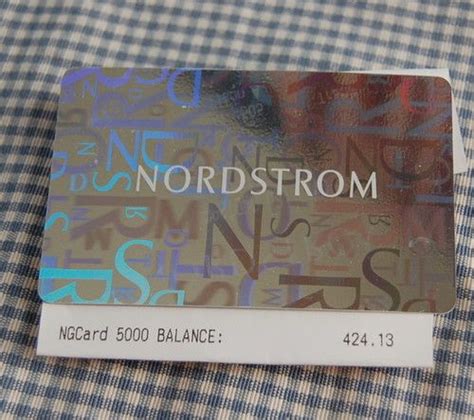 NORDSTROM
N
NGCard 5000 BALANCE: 424.13